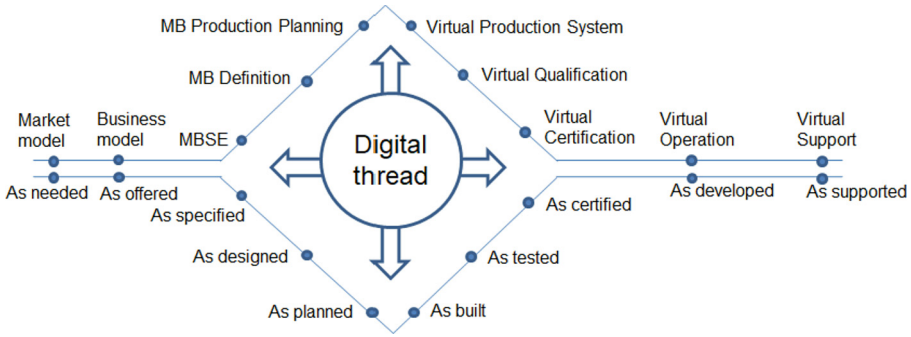 MB Production Planning
Virtual Production System
MB Definition
Virtual Qualification
Market
model
Business
model
MBSE
Digital
thread
Virtual
Certification
Virtual
Operation
Virtual
Support
As needed
As offered
As specified
As certified
As developed
As supported
As designed
As tested
As planned
As built